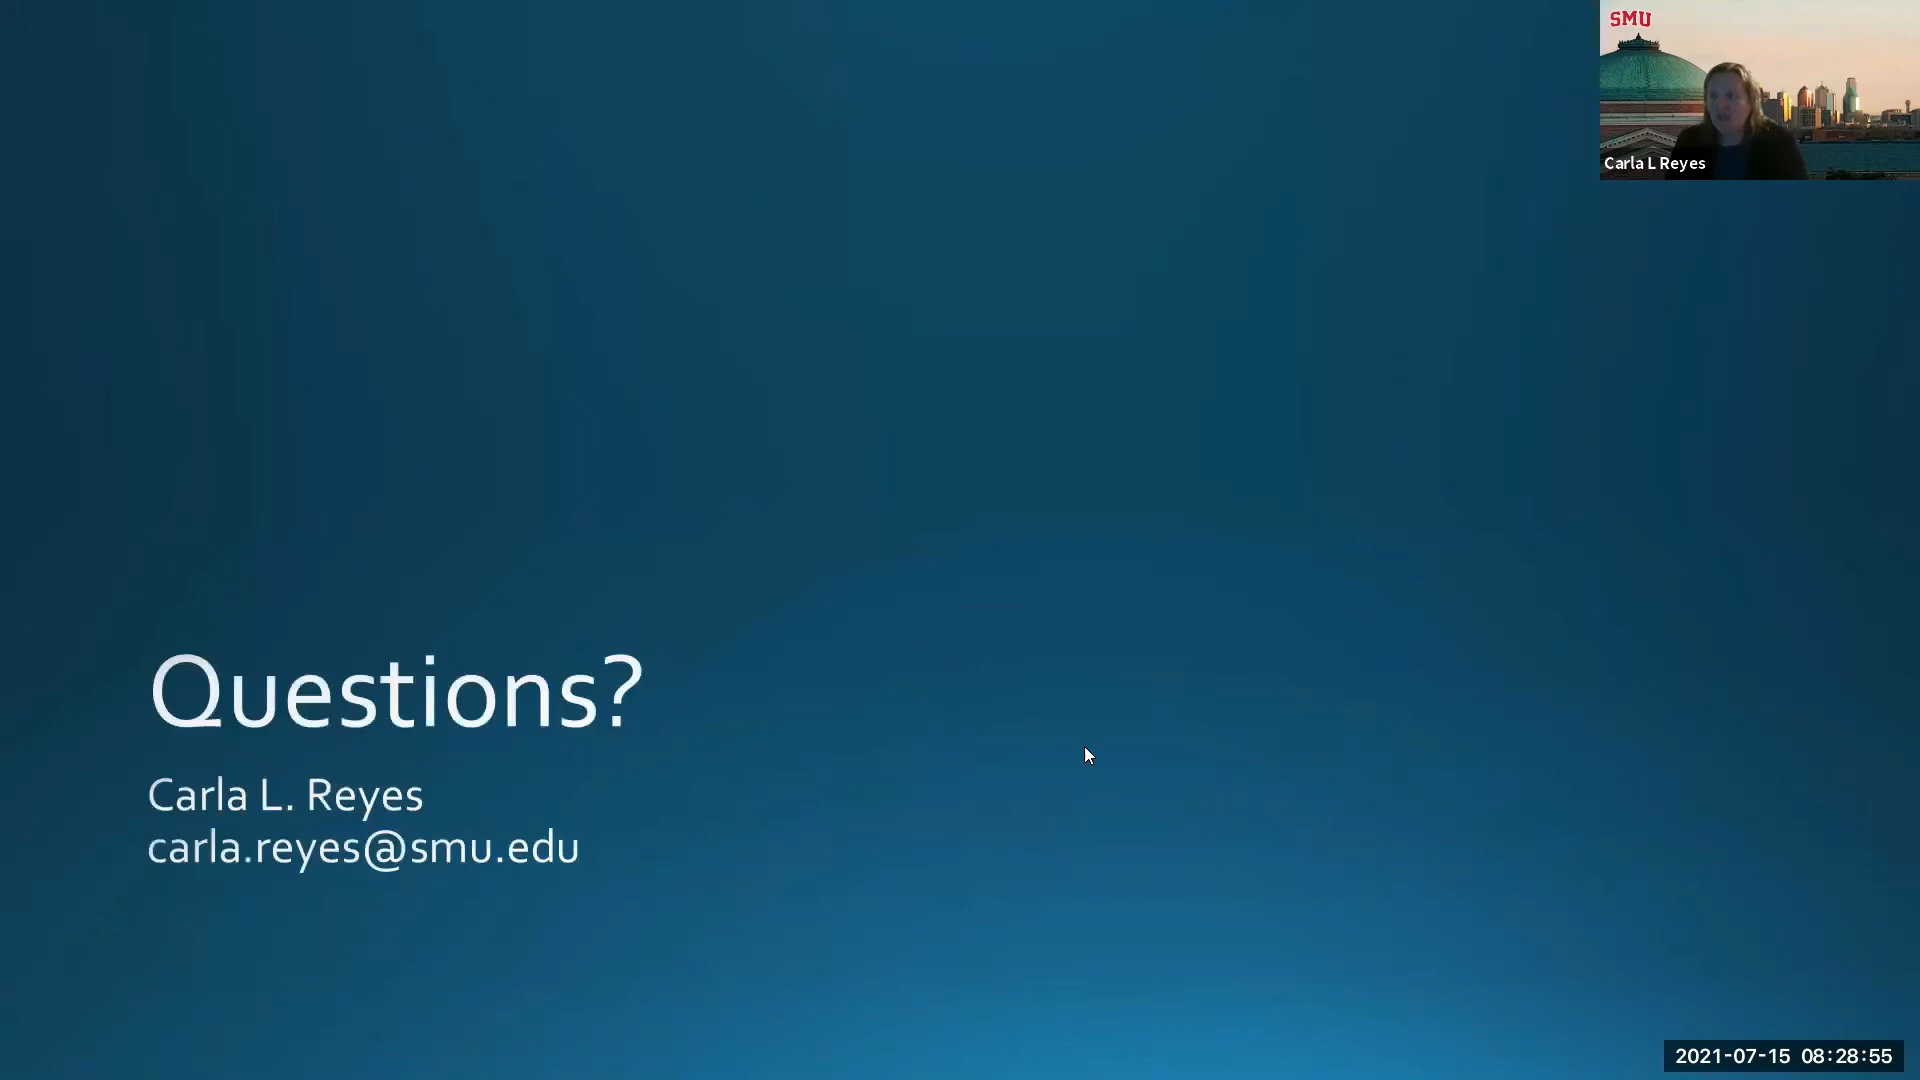 SMU
Carla L Reyes
Questions?
Carla L. Reyes
carla.reyes@smu.edu
2021-07-15 08:28:55